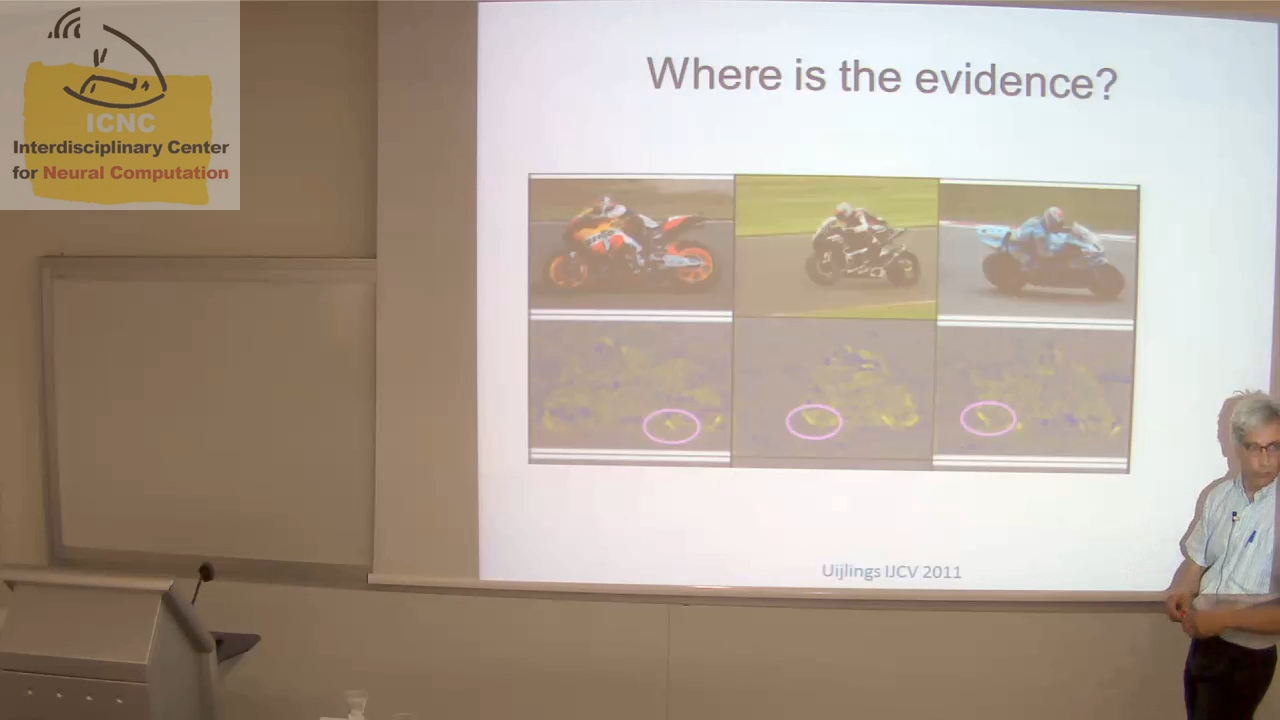 ICNC
Interdisciplinary Center
for Neural Computation
Where is the evidence?
Uijlings IJCV 2011